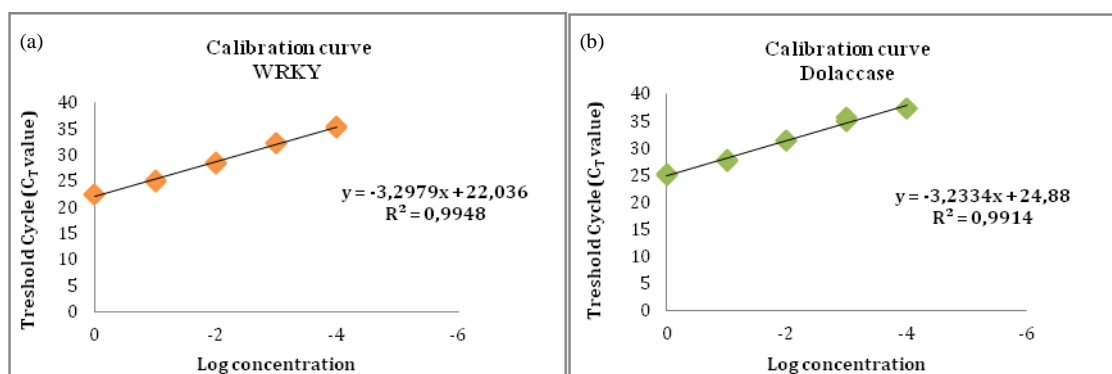 (a)
Calibration curve
WRKY
Treshold Cycle (CT value)
40
35
30
25
20
15
10
5
0
y = -3,2979x + 22,036
R² = 0,9948
0 -2 -4 -6
Log concentration
(b)
Calibration curve
Dolaccase
Treshold Cycle (CT value)
40
35
30
25
20
15
10
5
0
y = -3,2334x + 24,88
R² = 0,9914
0 -2 -4 -6
Log concentration